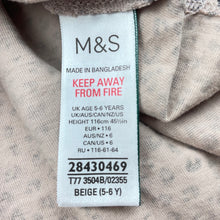 M&S
MADE IN BANGLADESH
KEEP AWAY
FROM FIRE
UK AGE 5-6 YEARS
UK/AUS/CAN/NZ/US
HEIGHT 116cm 45½in
EUR • 116
AUS/NZ • 6
CAN/US • 6
RU • 116-61-54
28430469
T77 3504B/02355
BEIGE (5-6 Y)